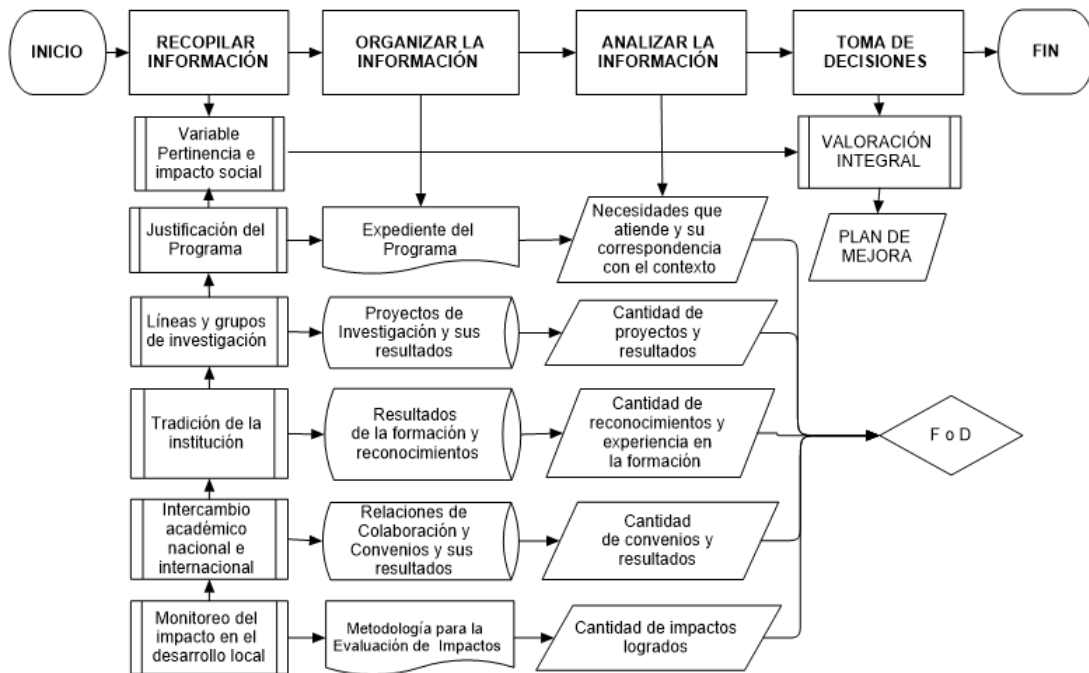 INICIO
RECOPILAR
INFORMACIÓN
ORGANIZAR LA
INFORMACIÓN
ANALIZAR LA
INFORMACIÓN
TOMA DE
DECISIONES
FIN
Variable
Pertinencia e
impacto social
VALORACIÓN
INTEGRAL
Justificación del
Programa
Expediente del
Programa
Necesidades que
atiende y su
correspondencia
con el contexto
PLAN DE
MEJORA
Líneas y grupos
de investigación
Proyectos de
Investigación y sus
resultados
Cantidad de
proyectos y
resultados
Tradición de la
institución
Resultados
de la formación y
reconocimientos
Cantidad de
reconocimientos y
experiencia en
la formación
F o D
Intercambio
académico
nacional e
internacional
Relaciones de
Colaboración y
Convenios y sus
resultados
Cantidad
de convenios y
resultados
Monitoreo del
impacto en el
desarrollo local
Metodología para la
Evaluación de Impactos
Cantidad de impactos
logrados